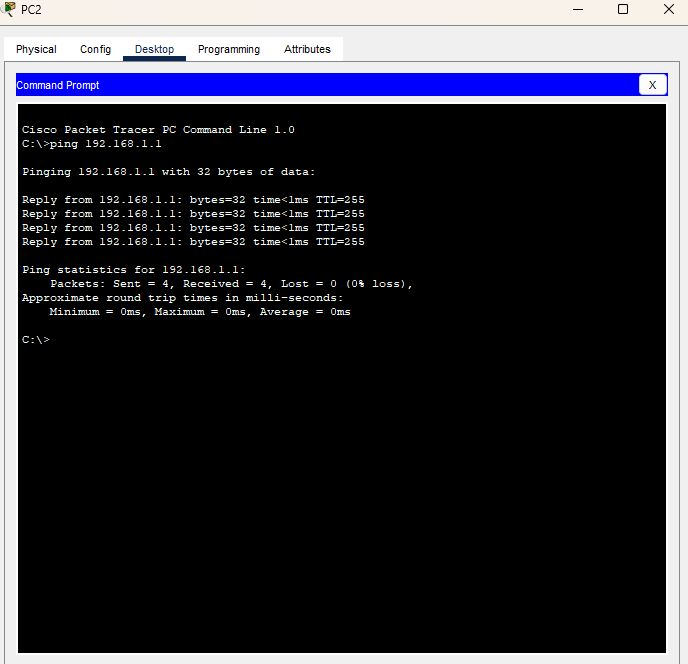 PC2
Physical Config Desktop Programming Attributes
Command Prompt X
Cisco Packet Tracer PC Command Line 1.0
C:\>ping 192.168.1.1
Pinging 192.168.1.1 with 32 bytes of data:
Reply from 192.168.1.1: bytes=32 time<1ms TTL=255
Reply from 192.168.1.1: bytes=32 time<1ms TTL=255
Reply from 192.168.1.1: bytes=32 time<1ms TTL=255
Reply from 192.168.1.1: bytes=32 time<1ms TTL=255
Ping statistics for 192.168.1.1:
Packets: Sent = 4, Received = 4, Lost = 0 (0% loss),
Approximate round trip times in milli-seconds:
Minimum = 0ms, Maximum = 0ms, Average = 0ms
C:\>